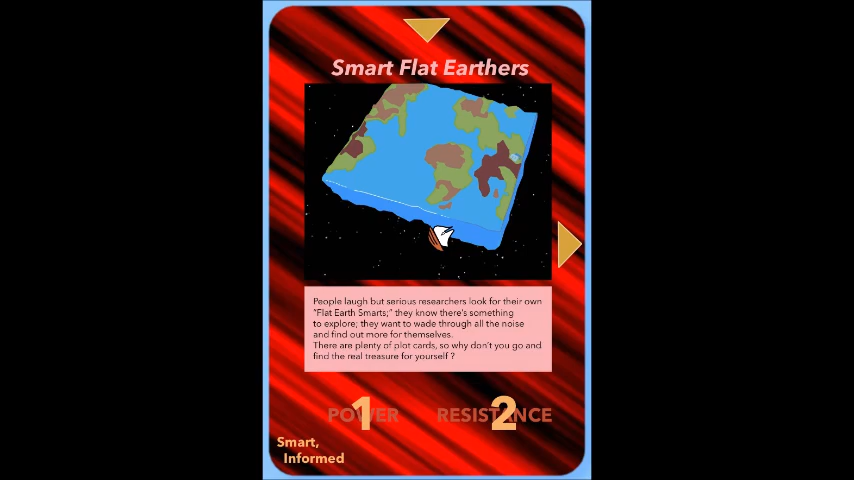 Smart Flat Earthers
People laugh but serious researchers look for their own
“Flat Earth Smarts;” they know there’s something
to explore; they want to wade through all the noise
and find out more for themselves.
There are plenty of plot cards, so why don’t you go and
find the real treasure for yourself ?
POWER 1 RESISTANCE 2
Smart,
Informed